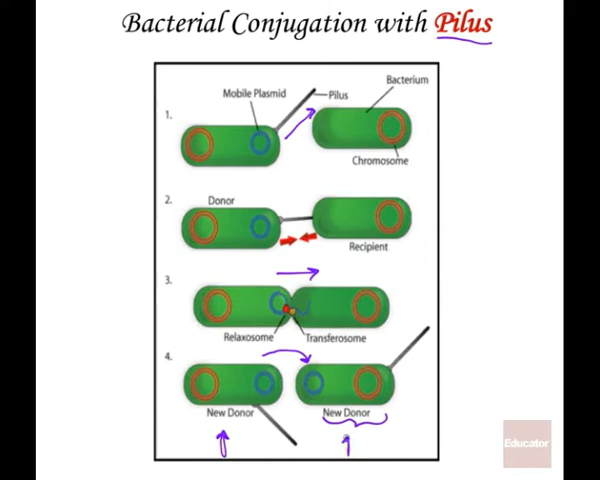 Bacterial Conjugation with Pilus
Bacterium
Mobile Plasmid
Pilus
1.
Chromosome
2.
Donor
Recipient
3.
Relaxosome
Transferosome
4.
New Donor
New Donor
Educator